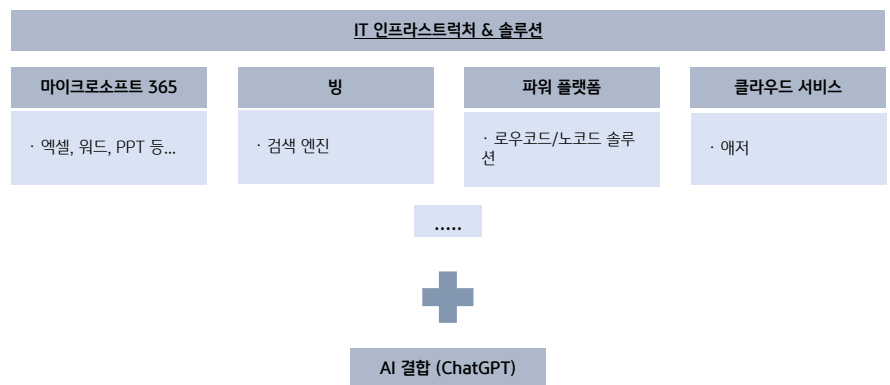 IT 인프라스트럭처 & 솔루션
마이크로소프트 365
빙
파워 플랫폼
클라우드 서비스
· 엑셀, 워드, PPT 등...
· 검색 엔진
· 로우코드/노코드 솔루
션
· 애저
.....
AI 결합 (ChatGPT)